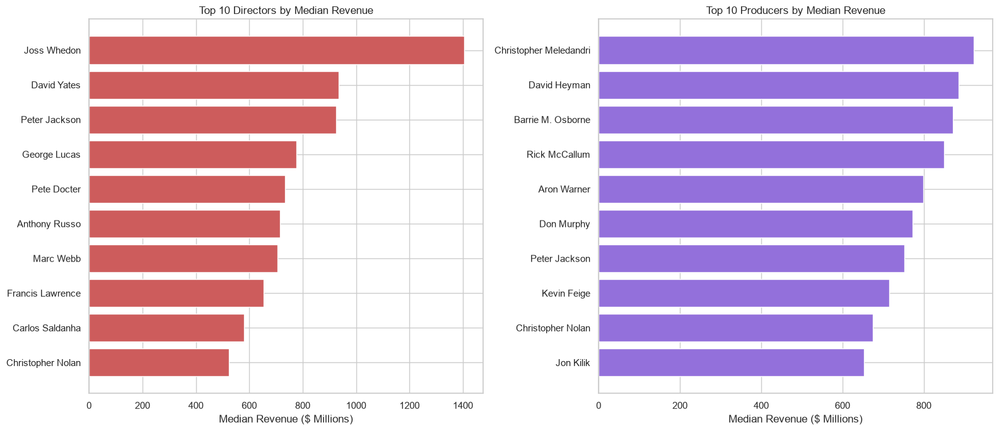 Top 10 Directors by Median Revenue
Joss Whedon
David Yates
Peter Jackson
George Lucas
Pete Docter
Anthony Russo
Marc Webb
Francis Lawrence
Carlos Saldanha
Christopher Nolan
0 200 400 600 800 1000 1200 1400
Median Revenue ($ Millions)
Top 10 Producers by Median Revenue
Christopher Meledandri
David Heyman
Barrie M. Osborne
Rick McCallum
Aron Warner
Don Murphy
Peter Jackson
Kevin Feige
Christopher Nolan
Jon Kilik
0 200 400 600 800
Median Revenue ($ Millions)